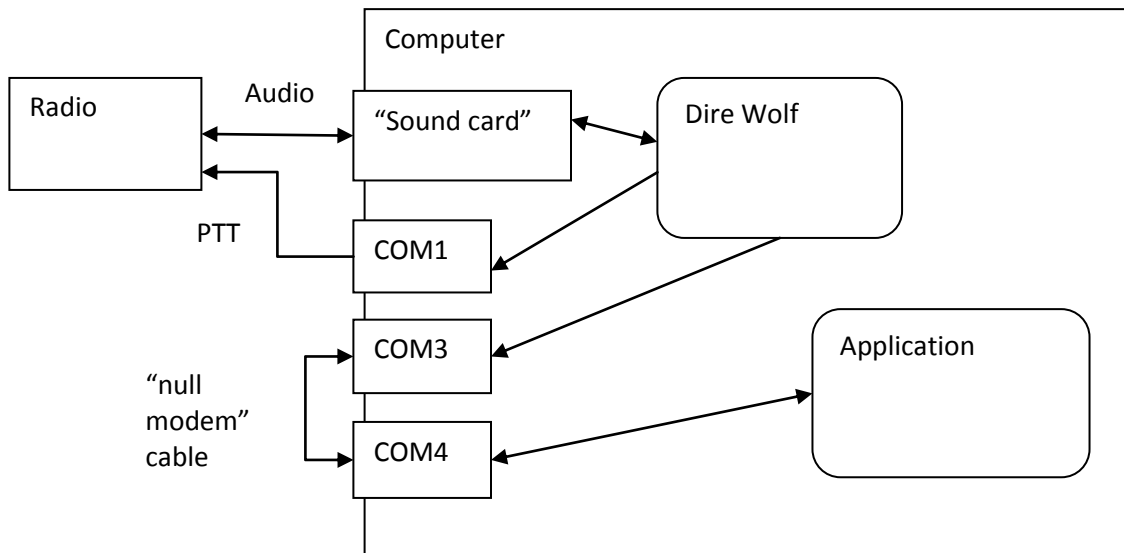 Computer
Radio
Audio
“Sound card”
Dire Wolf
PTT
COM1
COM3
Application
“null
modem”
cable
COM4